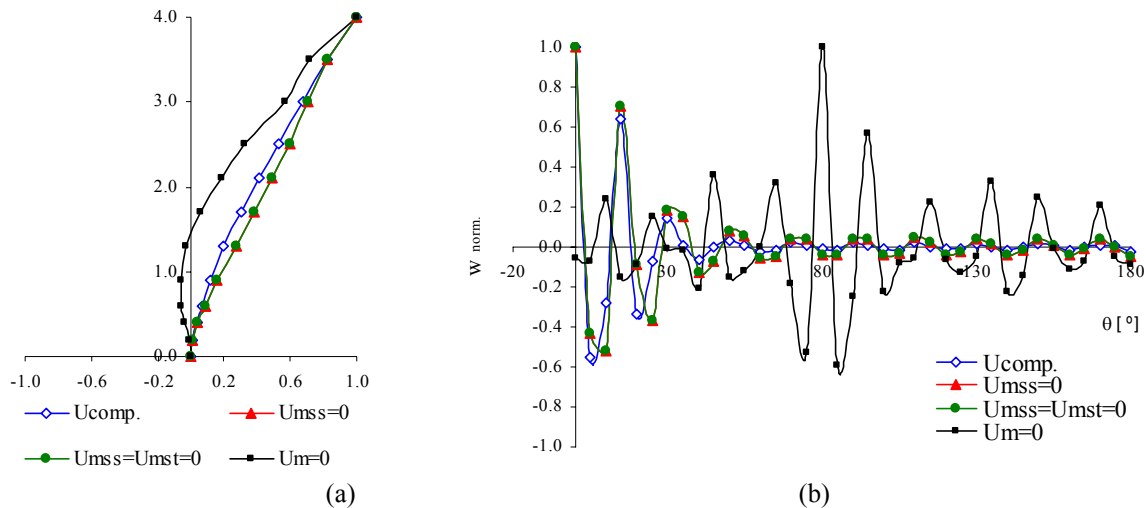 4.0
3.0
2.0
1.0
0.0
-1.0 -0.6 -0.2 0.2 0.6 1.0
Ucomp. Umss=0
Umss=Umst=0 Um=0
(a)
1.0
0.8
0.6
0.4
0.2
0.0
-0.2
-0.4
-0.6
-0.8
-1.0
W norm.
-20 30 80 130 180
θ [ º]
Ucomp.
Umss=0
Umss=Umst=0
Um=0
(b)